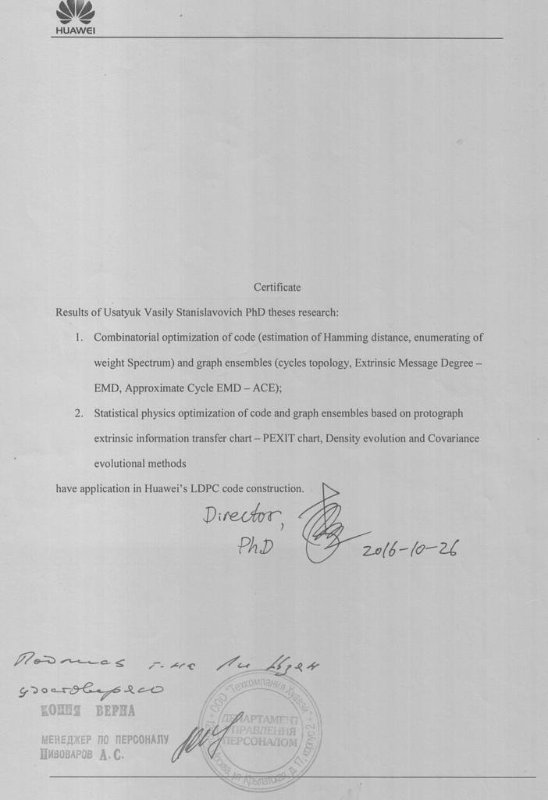 HUAWEI
Certificate
Results of Usatyuk Vasily Stanislavovich PhD theses research:
1. Combinatorial optimization of code (estimation of Hamming distance, enumerating of
weight Spectrum) and graph ensembles (cycles topology, Extrinsic Message Degree –
EMD, Approximate Cycle EMD – ACE);
2. Statistical physics optimization of code and graph ensembles based on protograph
extrinsic information transfer chart – PEXIT chart, Density evolution and Covariance
evolutional methods
have application in Huawei's LDPC code construction.
Director,
PhD
2016-10-26
Подпись г-на Ли
удостоверяю
КОПИЯ ВЕРНА
МЕНЕДЖЕР ПО ПЕРСОНАЛУ
ПИВОВАРОВ А.С.
ООО "Техкомпания Хуавэй"
ДЕПАРТАМЕНТ
УПРАВЛЕНИЯ
ПЕРСОНАЛОМ